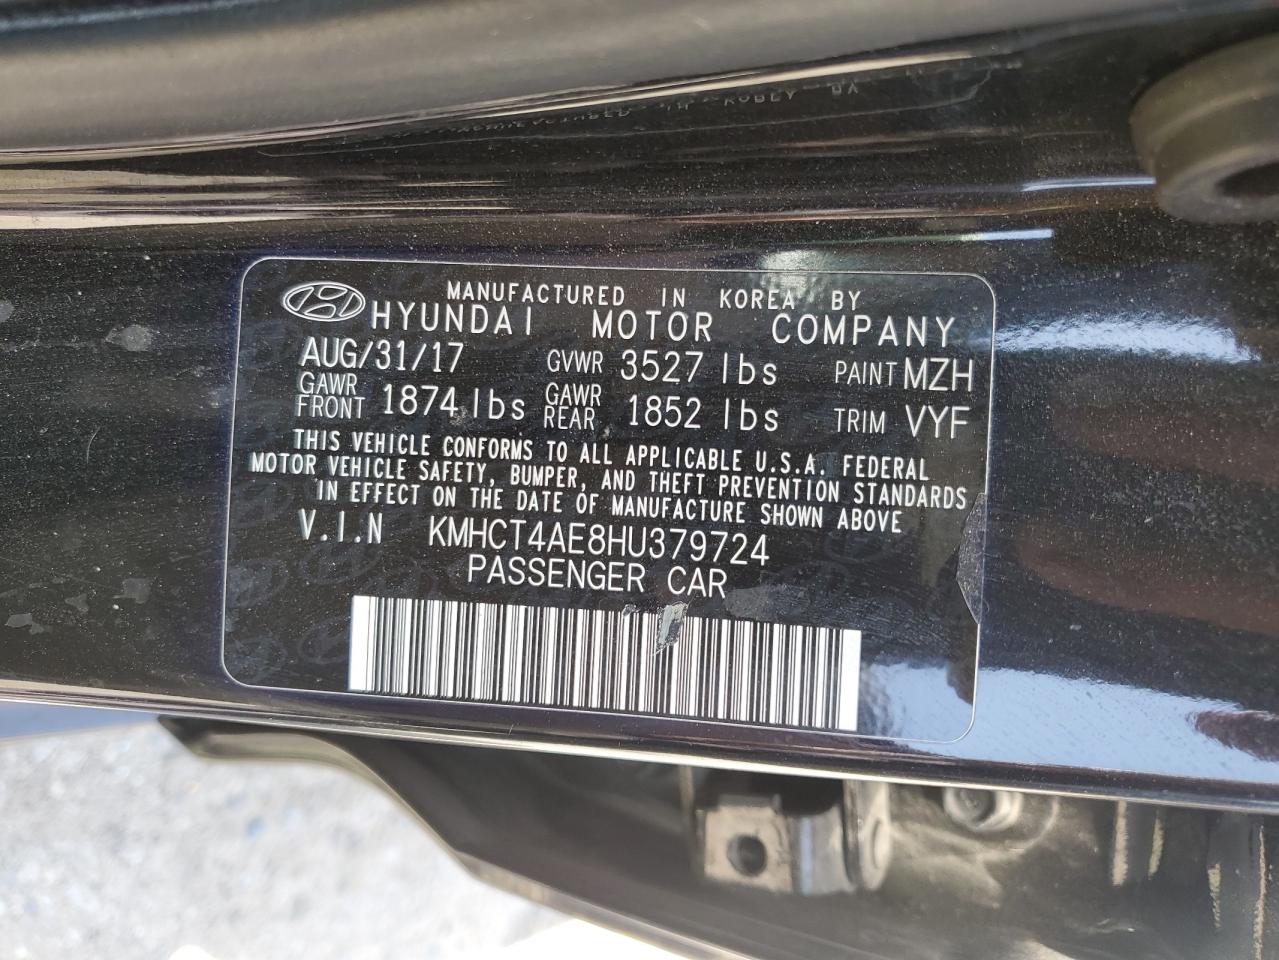 MANUFACTURED IN KOREA BY
HYUNDAI MOTOR COMPANY
AUG/31/17 GVWR 3527 lbs PAINT MZH
GAWR FRONT 1874 lbs GAWR REAR 1852 lbs TRIM VYF
THIS VEHICLE CONFORMS TO ALL APPLICABLE U.S.A. FEDERAL
MOTOR VEHICLE SAFETY, BUMPER, AND THEFT PREVENTION STANDARDS
IN EFFECT ON THE DATE OF MANUFACTURE SHOWN ABOVE
V.I.N KMHCT4AE8HU379724
PASSENGER CAR